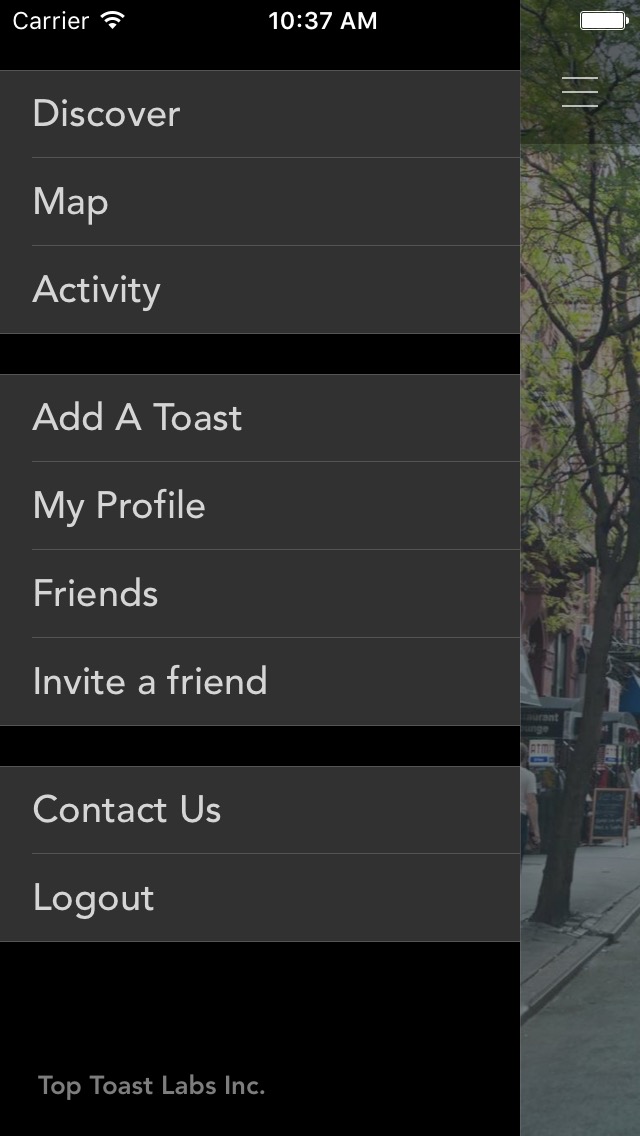 Carrier 10:37 AM
Discover
Map
Activity
Add A Toast
My Profile
Friends
Invite a friend
Contact Us
Logout
Top Toast Labs Inc.
ATM